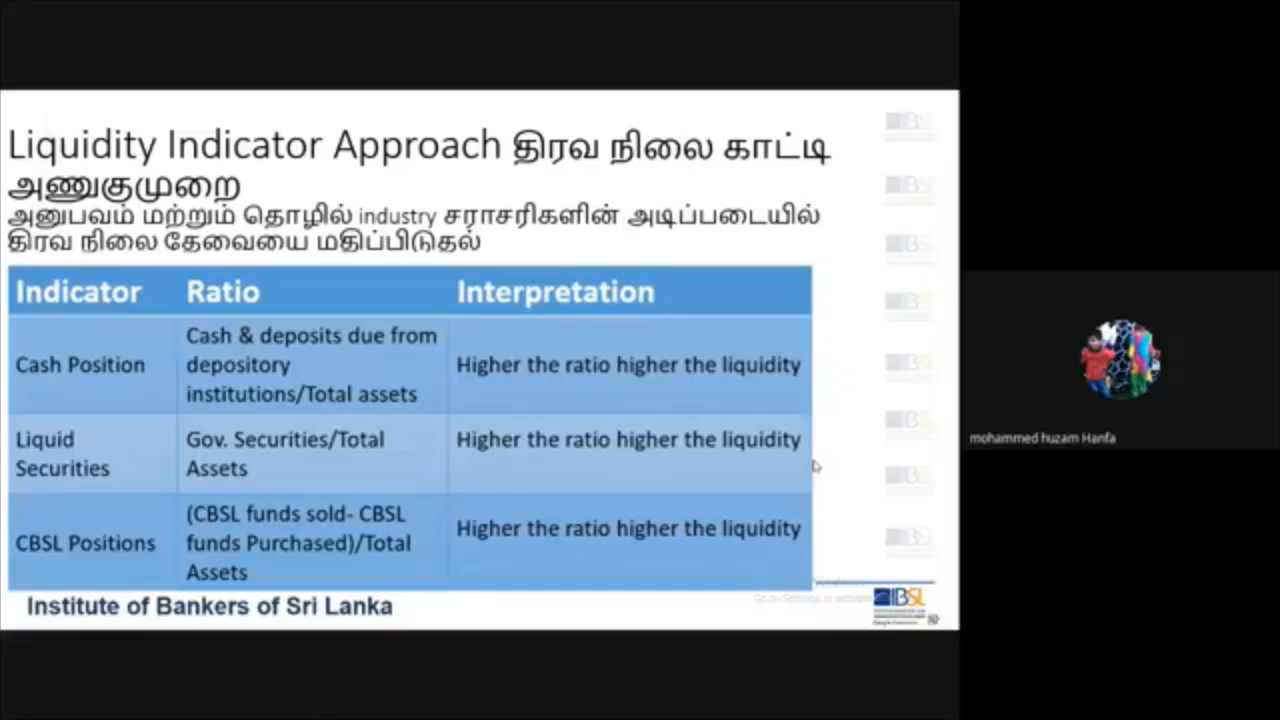 Liquidity Indicator Approach திரவ நிலை காட்டி
அணுகுமுறை
அனுபவம் மற்றும் தொழில் industry சராசரிகளின் அடிப்படையில்
திரவ நிலை தேவையை மதிப்பிடுதல்
Indicator Ratio Interpretation
Cash & deposits due from
Cash Position depository Higher the ratio higher the liquidity
institutions/Total assets
Liquid Gov. Securities/Total Higher the ratio higher the liquidity
Securities Assets
(CBSL funds sold- CBSL
CBSL Positions funds Purchased)/Total Higher the ratio higher the liquidity
Assets
Institute of Bankers of Sri Lanka
IBSL
mohammed huzam Hanfa